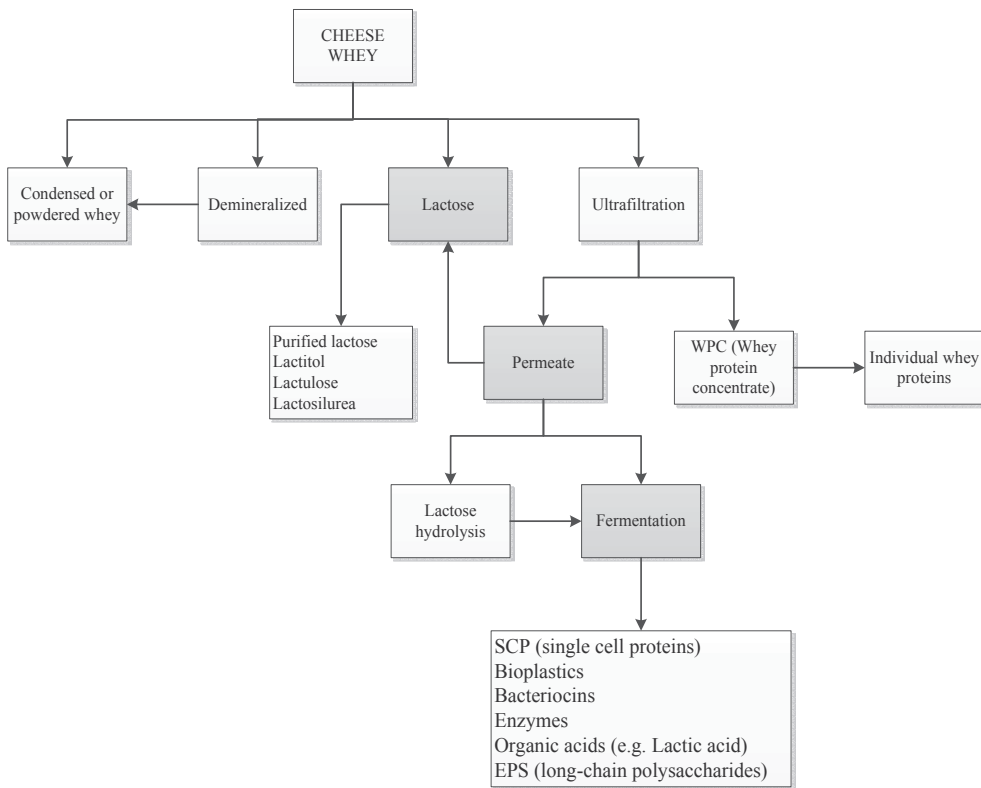 CHEESE
WHEY
Condensed or
powdered whey
Demineralized
Lactose
Ultrafiltration
Purified lactose
Lactitol
Lactulose
Lactosilurea
Permeate
WPC (Whey
protein
concentrate)
Individual whey
proteins
Lactose
hydrolysis
Fermentation
SCP (single cell proteins)
Bioplastics
Bacteriocins
Enzymes
Organic acids (e.g. Lactic acid)
EPS (long-chain polysaccharides)